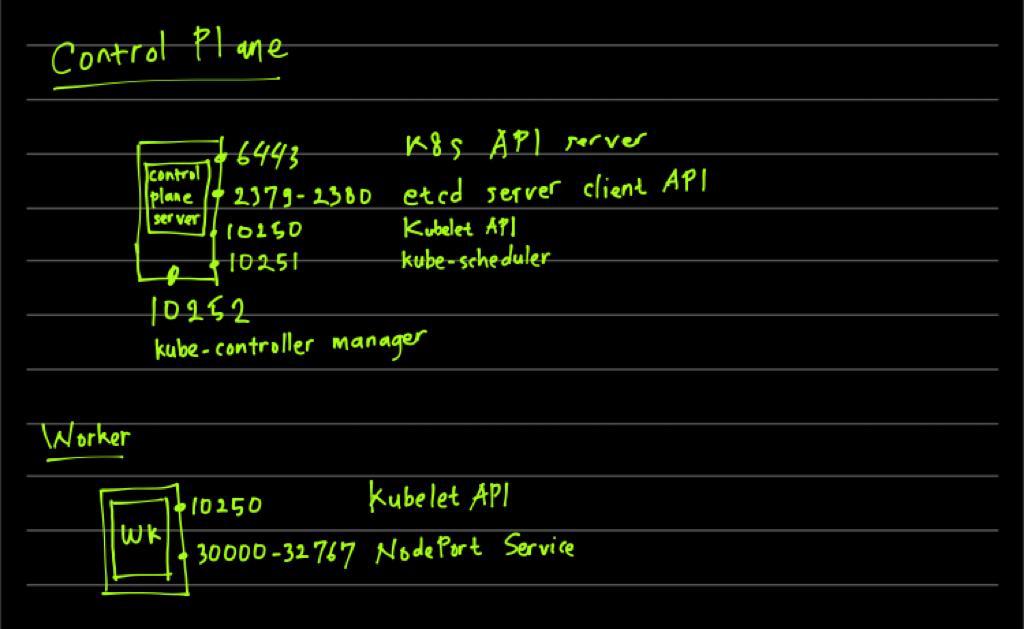 Control Plane
control
plane
server
6443 K8s API server
2379-2380 etcd server client API
10250 Kubelet API
10251 kube-scheduler
10252
kube-controller manager
Worker
WK
10250 Kubelet API
30000-32767 NodePort Service